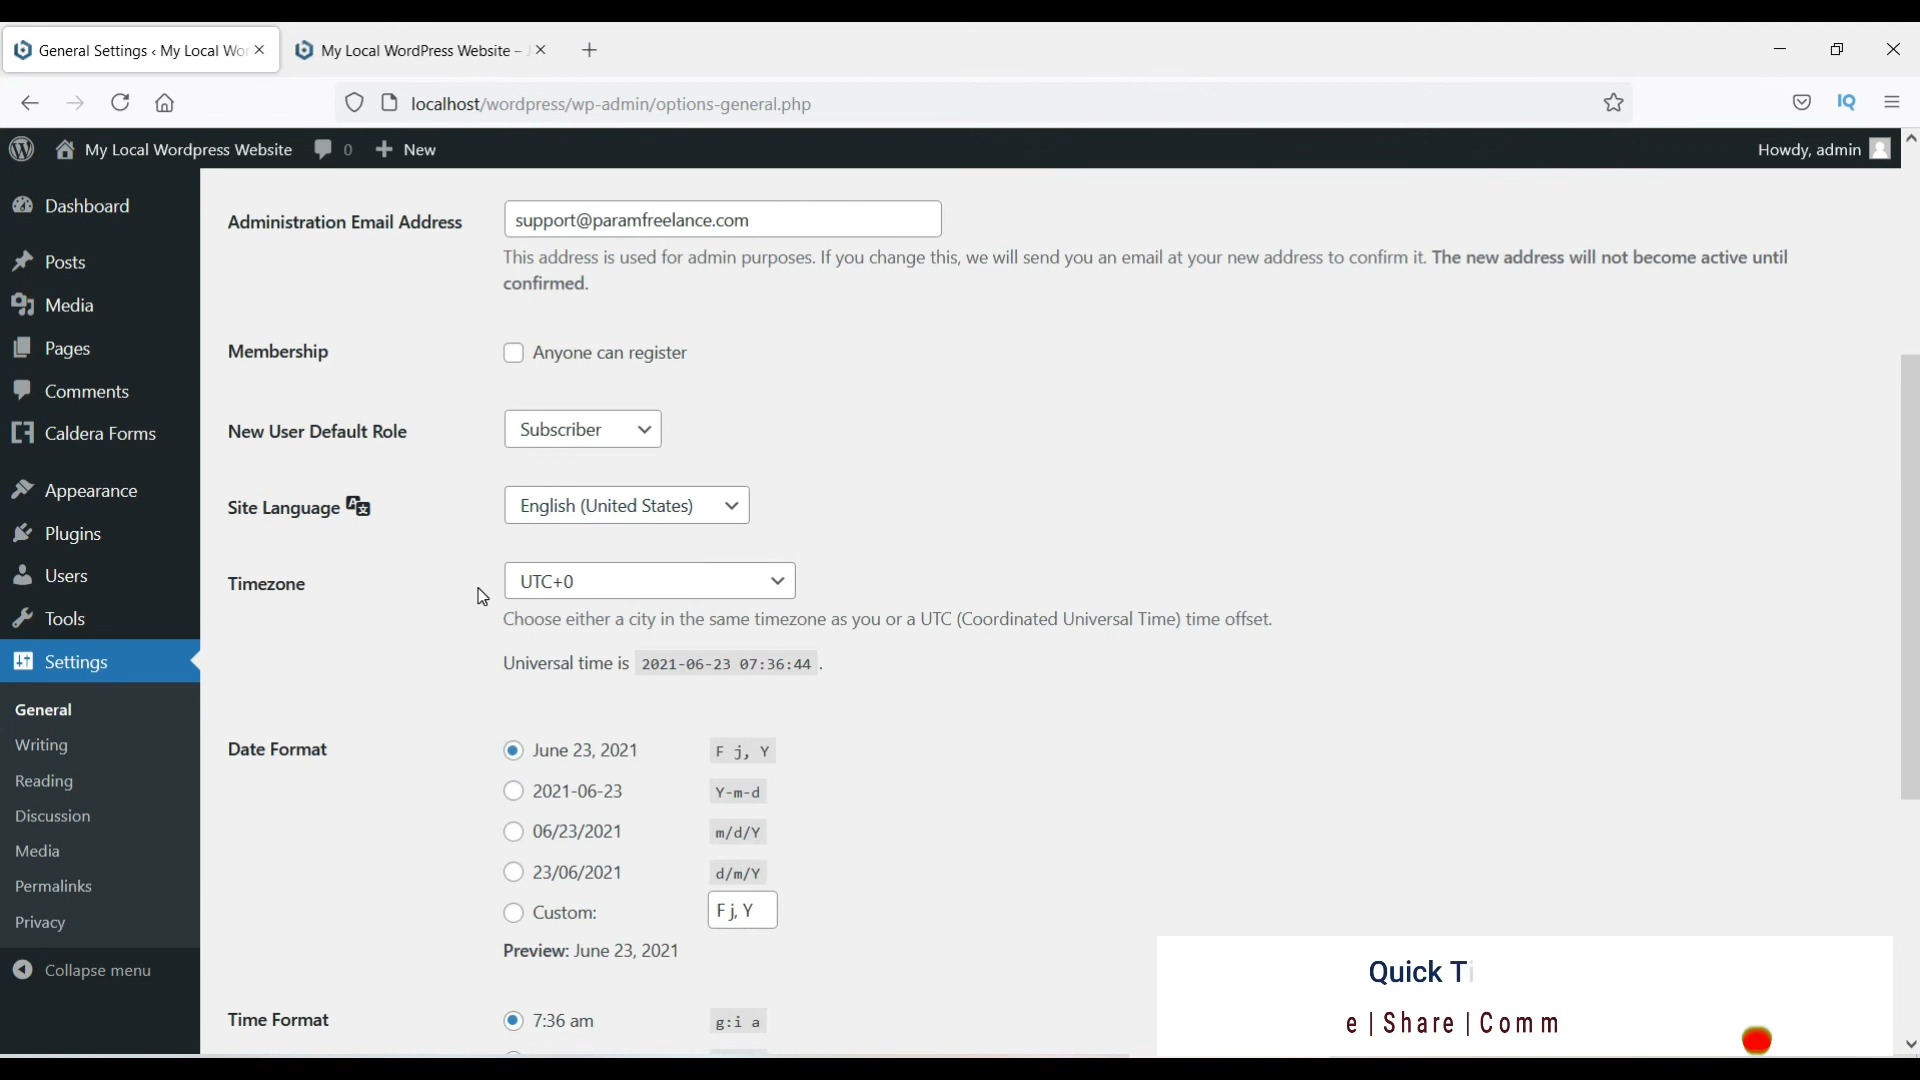 General Settings ‹ My Local Wo
My Local WordPress Website –
localhost/wordpress/wp-admin/options-general.php
IQ
My Local Wordpress Website
0
New
Howdy, admin
Dashboard
Posts
Media
Pages
Comments
Caldera Forms
Appearance
Plugins
Users
Tools
Settings
General
Writing
Reading
Discussion
Media
Permalinks
Privacy
Collapse menu
Administration Email Address
support@paramfreelance.com
This address is used for admin purposes. If you change this, we will send you an email at your new address to confirm it. The new address will not become active until
confirmed.
Membership
Anyone can register
New User Default Role
Subscriber
Site Language
English (United States)
Timezone
UTC+0
Choose either a city in the same timezone as you or a UTC (Coordinated Universal Time) time offset.
Universal time is 2021-06-23 07:36:44 .
Date Format
June 23, 2021 F j, Y
2021-06-23 Y-m-d
06/23/2021 m/d/Y
23/06/2021 d/m/Y
Custom: F j, Y
Preview: June 23, 2021
Time Format
7:36 am g:i a
Quick Ti
e | Share | Comm